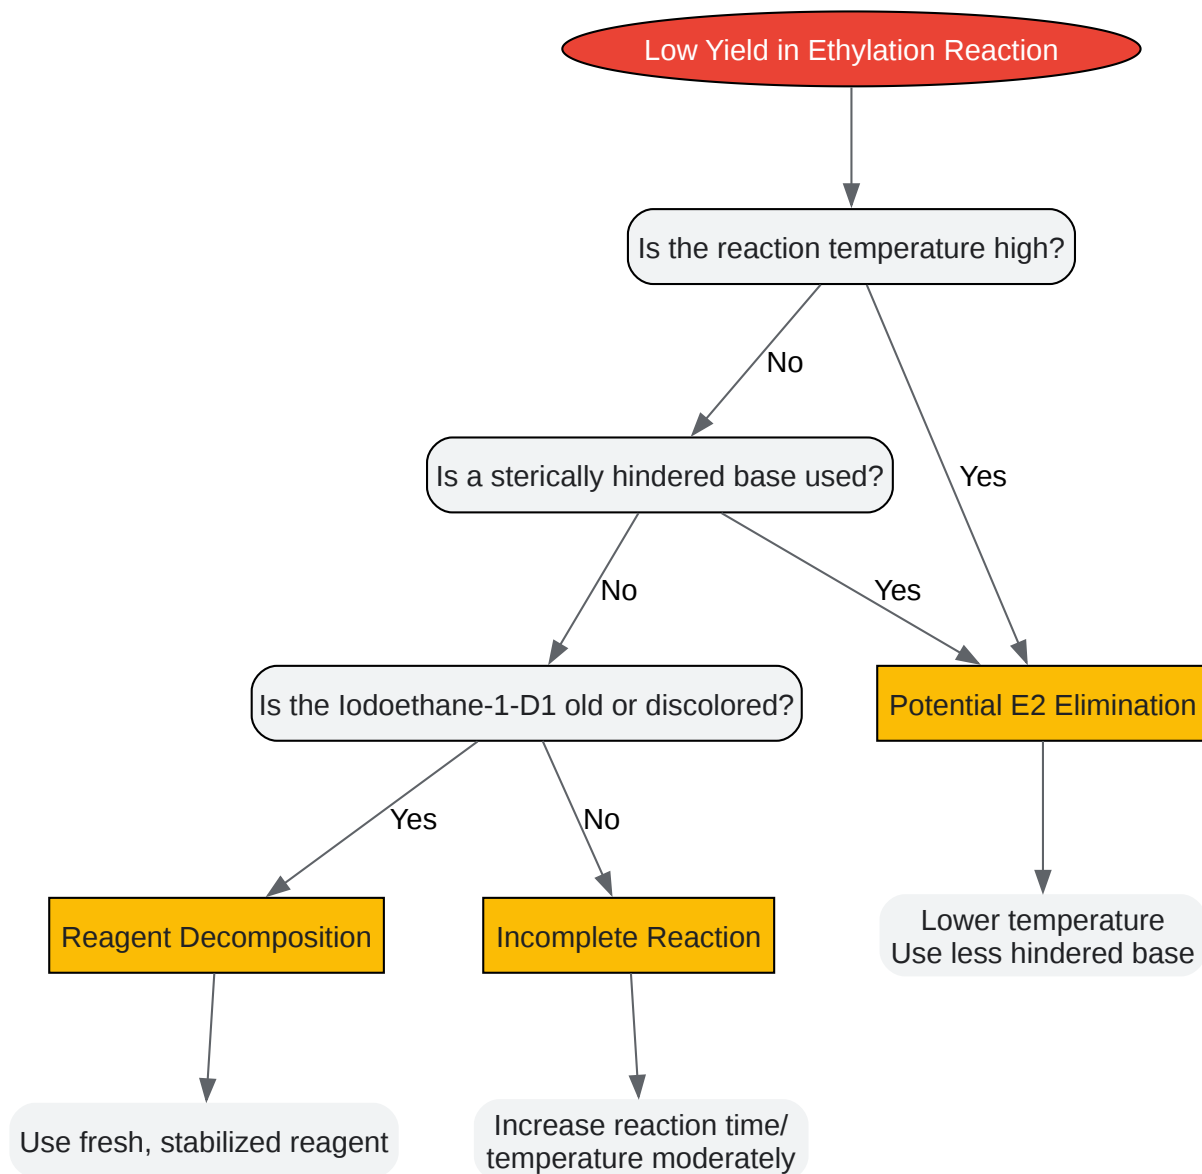 Low Yield in Ethylation Reaction
Is the reaction temperature high?
No
Yes
Is a sterically hindered base used?
No
Yes
Is the Iodoethane-1-D1 old or discolored?
Potential E2 Elimination
Yes
No
Reagent Decomposition
Incomplete Reaction
Lower temperature
Use less hindered base
Use fresh, stabilized reagent
Increase reaction time/
temperature moderately